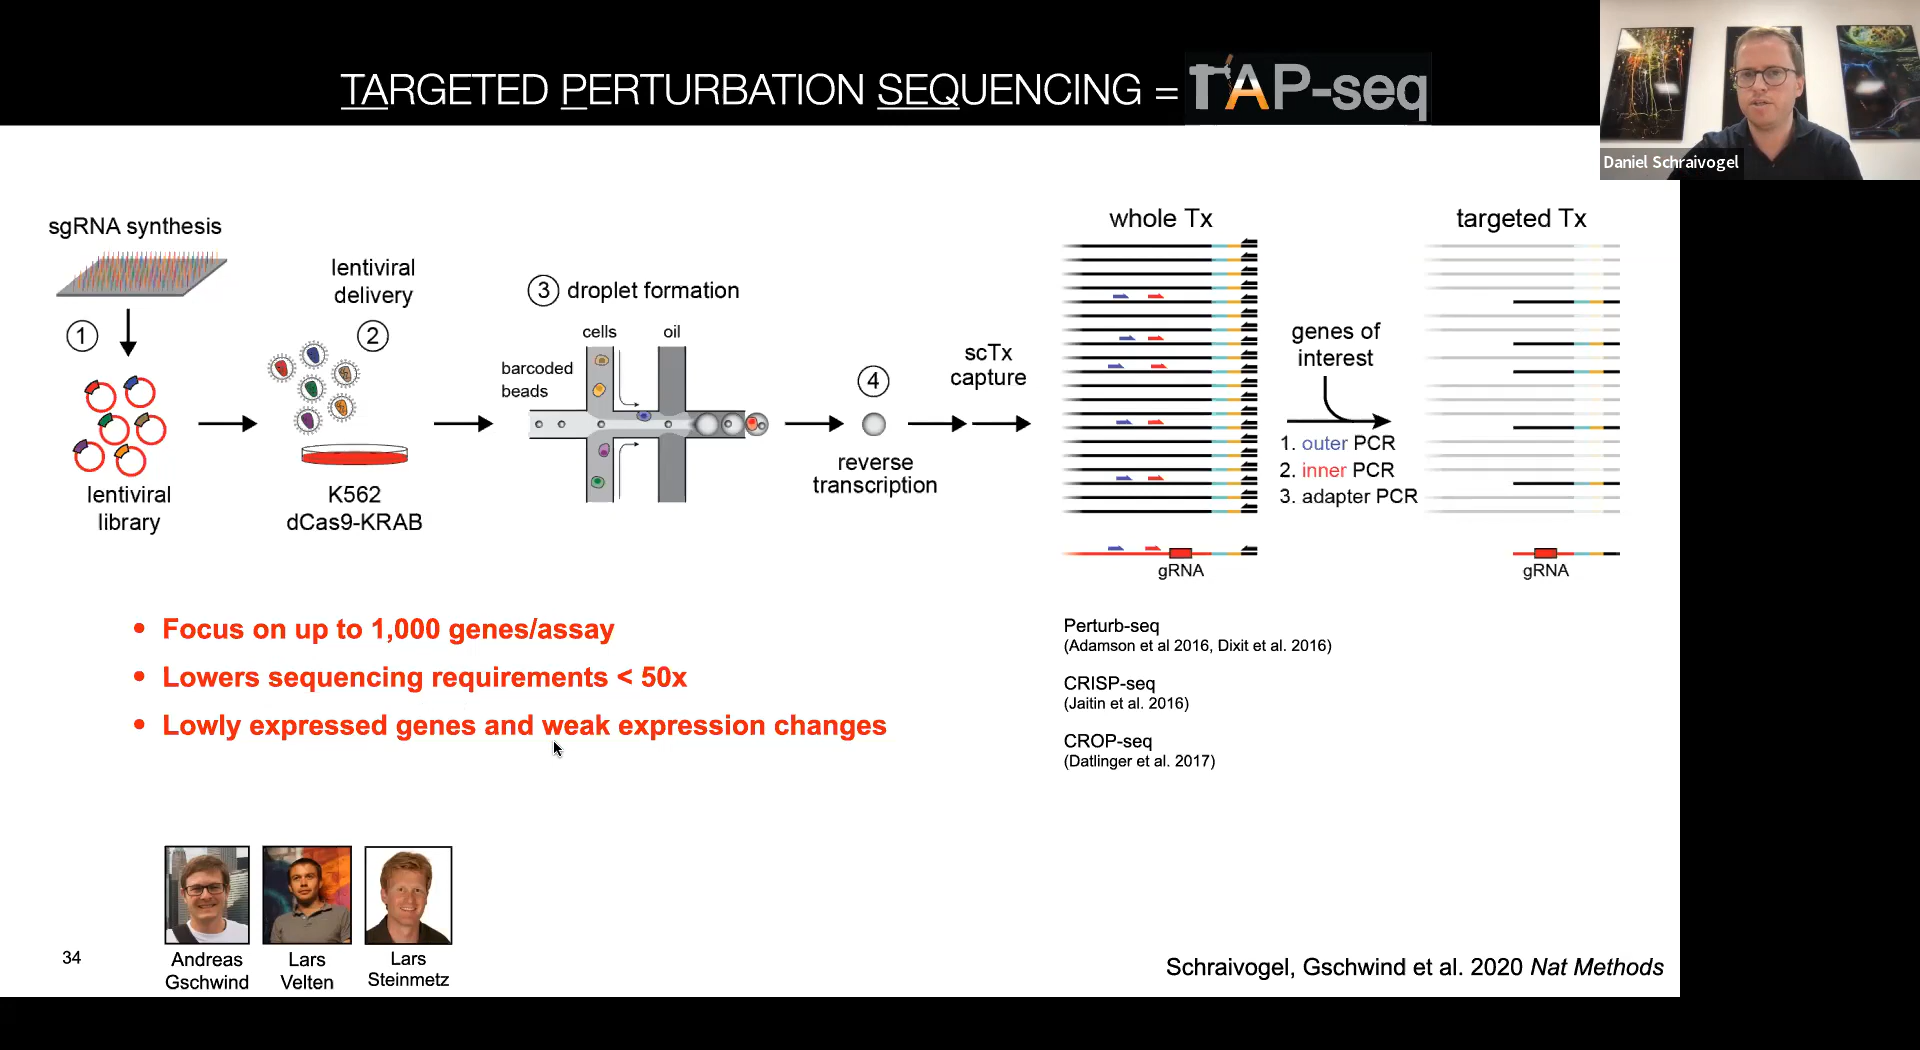 TARGETED PERTURBATION SEQUENCING = TAP-seq
Daniel Schraivogel
sgRNA synthesis
1
lentiviral
library
lentiviral
delivery
2
K562
dCas9-KRAB
3 droplet formation
cells oil
barcoded
beads
4
reverse
transcription
scTx
capture
whole Tx
gRNA
genes of
interest
1. outer PCR
2. inner PCR
3. adapter PCR
targeted Tx
gRNA
• Focus on up to 1,000 genes/assay
• Lowers sequencing requirements < 50x
• Lowly expressed genes and weak expression changes
Perturb-seq
(Adamson et al 2016, Dixit et al. 2016)
CRISP-seq
(Jaitin et al. 2016)
CROP-seq
(Datlinger et al. 2017)
34
Andreas
Gschwind
Lars
Velten
Lars
Steinmetz
Schraivogel, Gschwind et al. 2020 Nat Methods